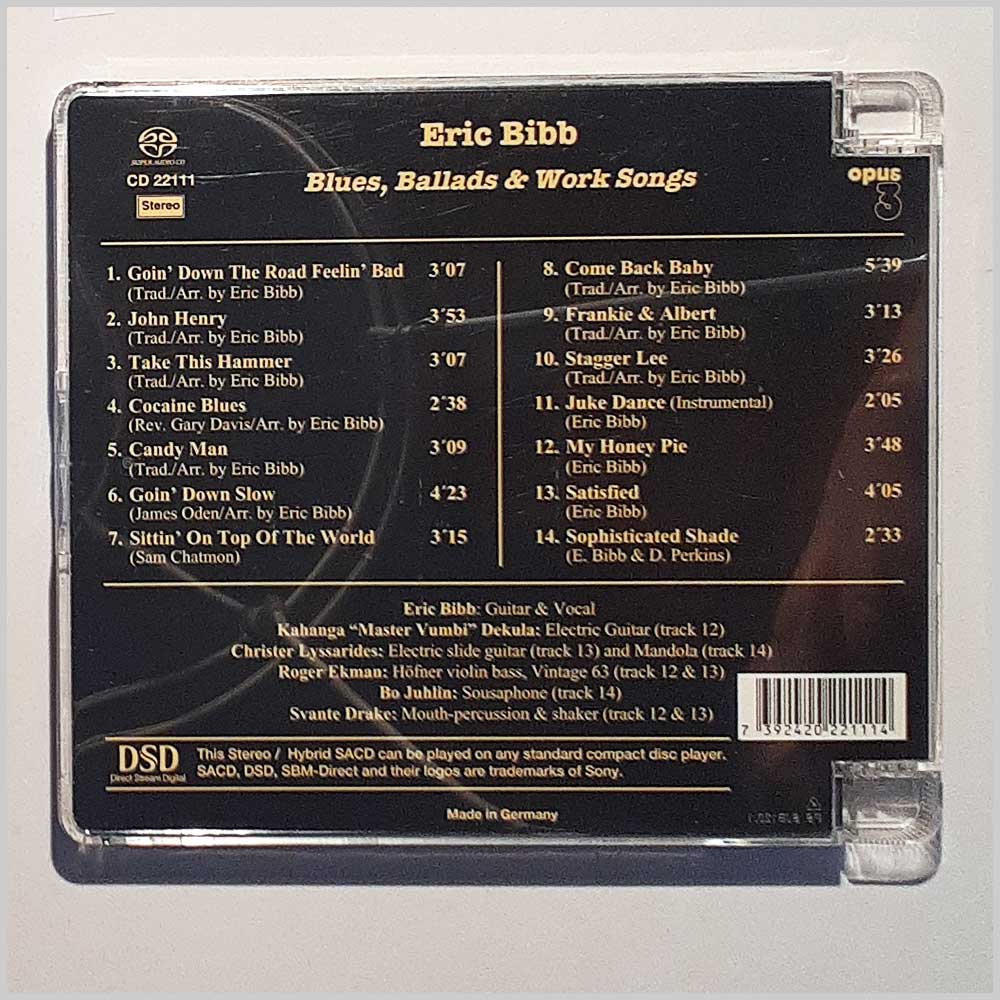 Eric Bibb
Blues, Ballads & Work Songs
SUPER AUDIO CD
CD 22111
Stereo
opus
3
1. Goin' Down The Road Feelin' Bad 3´07
(Trad./Arr. by Eric Bibb)
2. John Henry 3´53
(Trad./Arr. by Eric Bibb)
3. Take This Hammer 3´07
(Trad./Arr. by Eric Bibb)
4. Cocaine Blues 2´38
(Rev. Gary Davis/Arr. by Eric Bibb)
5. Candy Man 3´09
(Trad./Arr. by Eric Bibb)
6. Goin' Down Slow 4´23
(James Oden/Arr. by Eric Bibb)
7. Sittin' On Top Of The World 3´15
(Sam Chatmon)
8. Come Back Baby 5´39
(Trad./Arr. by Eric Bibb)
9. Frankie & Albert 3´13
(Trad./Arr. by Eric Bibb)
10. Stagger Lee 3´26
(Trad./Arr. by Eric Bibb)
11. Juke Dance (Instrumental) 2´05
(Eric Bibb)
12. My Honey Pie 3´48
(Eric Bibb)
13. Satisfied 4´05
(Eric Bibb)
14. Sophisticated Shade 2´33
(E. Bibb & D. Perkins)
Eric Bibb: Guitar & Vocal
Kahanga "Master Vumbi" Dekula: Electric Guitar (track 12)
Christer Lyssarides: Electric slide guitar (track 13) and Mandola (track 14)
Roger Ekman: Höfner violin bass, Vintage 63 (track 12 & 13)
Bo Juhlin: Sousaphone (track 14)
Svante Drake: Mouth-percussion & shaker (track 12 & 13)
7 392420 221114
DSD
Direct Stream Digital
This Stereo / Hybrid SACD can be played on any standard compact disc player.
SACD, DSD, SBM-Direct and their logos are trademarks of Sony.
Made in Germany